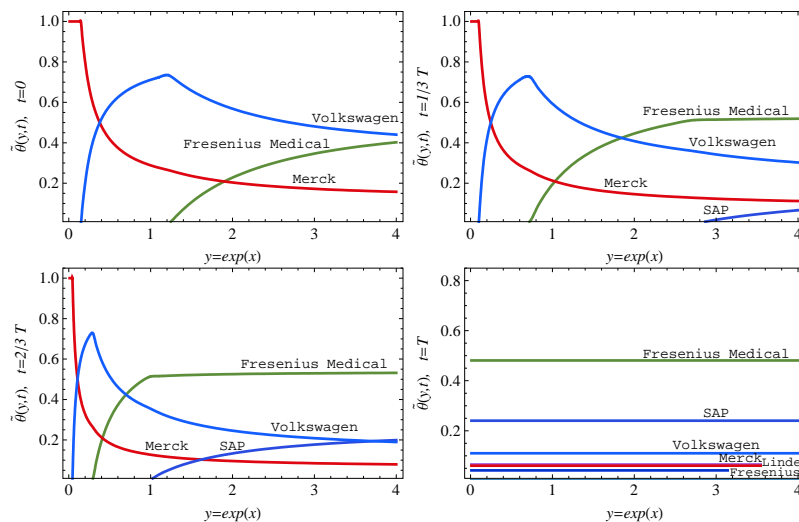 1.0
0.8
0.6
0.4
0.2
θ̃(y,t), t=0
Volkswagen
Fresenius Medical
Merck
0 1 2 3 4
y=exp(x)
1.0
0.8
0.6
0.4
0.2
θ̃(y,t), t=1/3 T
Fresenius Medical
Volkswagen
Merck
SAP
0 1 2 3 4
y=exp(x)
1.0
0.8
0.6
0.4
0.2
θ̃(y,t), t=2/3 T
Fresenius Medical
Volkswagen
Merck SAP
0 1 2 3 4
y=exp(x)
0.8
0.6
0.4
0.2
θ̃(y,t), t=T
Fresenius Medical
SAP
Volkswagen
Merck
Linde
Fresenius
0 1 2 3 4
y=exp(x)